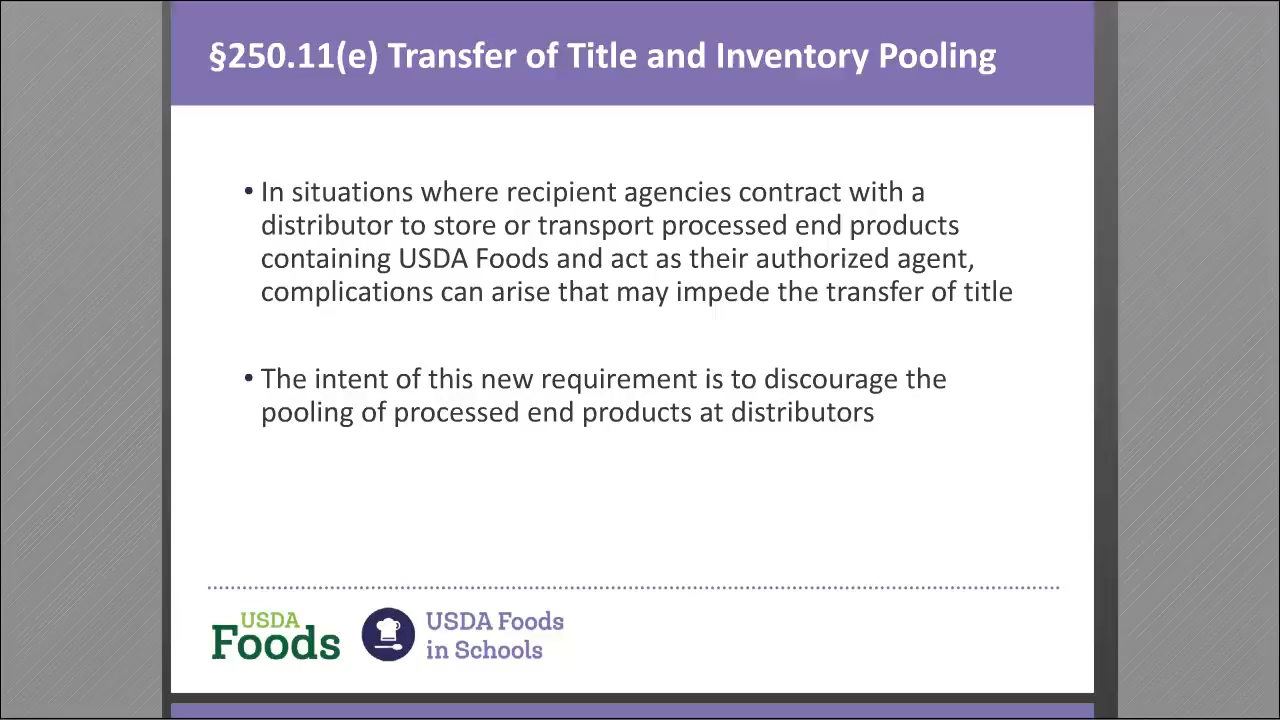 §250.11(e) Transfer of Title and Inventory Pooling
• In situations where recipient agencies contract with a
distributor to store or transport processed end products
containing USDA Foods and act as their authorized agent,
complications can arise that may impede the transfer of title
• The intent of this new requirement is to discourage the
pooling of processed end products at distributors
USDA
Foods
USDA Foods
in Schools